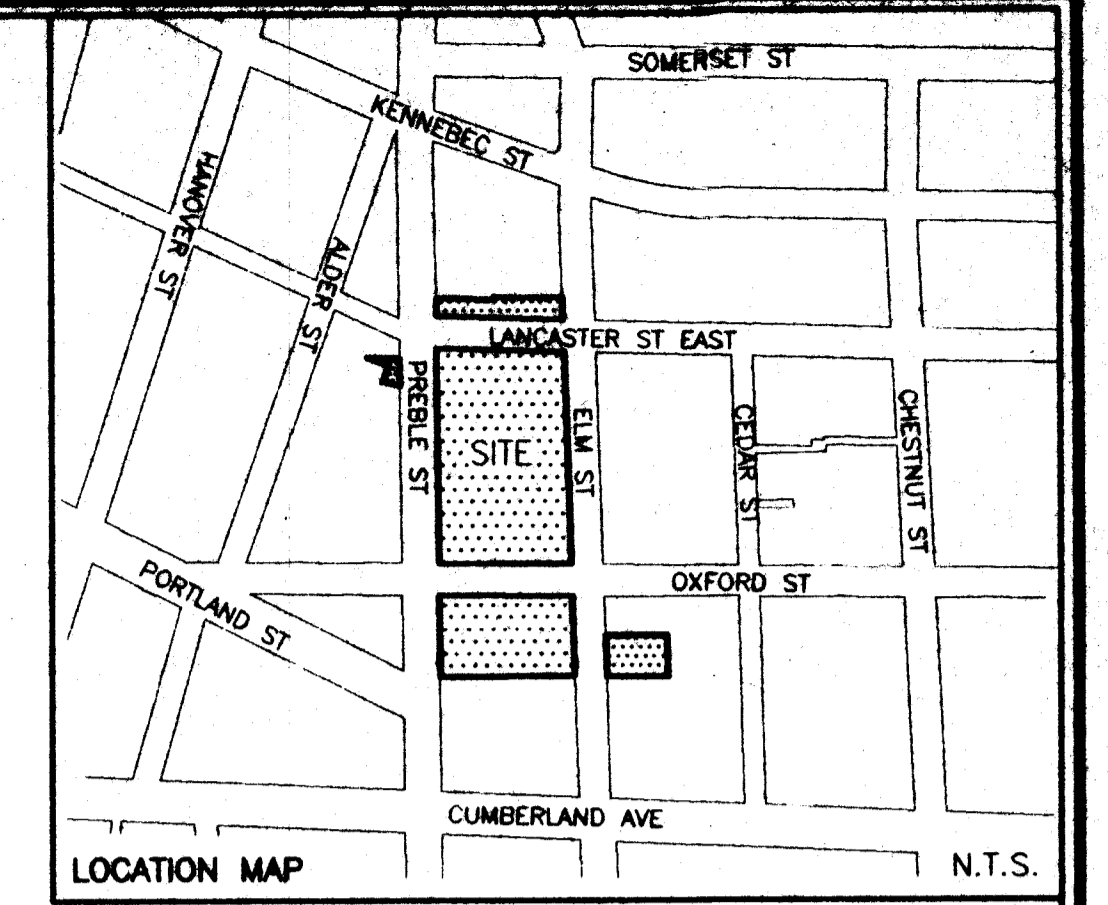 SOMERSET ST
KENNEBEC ST
HANOVER ST
ALDER ST
LANCASTER ST EAST
PREBLE ST
SITE
ELM ST
CEDAR ST
CHESTNUT ST
OXFORD ST
PORTLAND ST
CUMBERLAND AVE
LOCATION MAP
N.T.S.